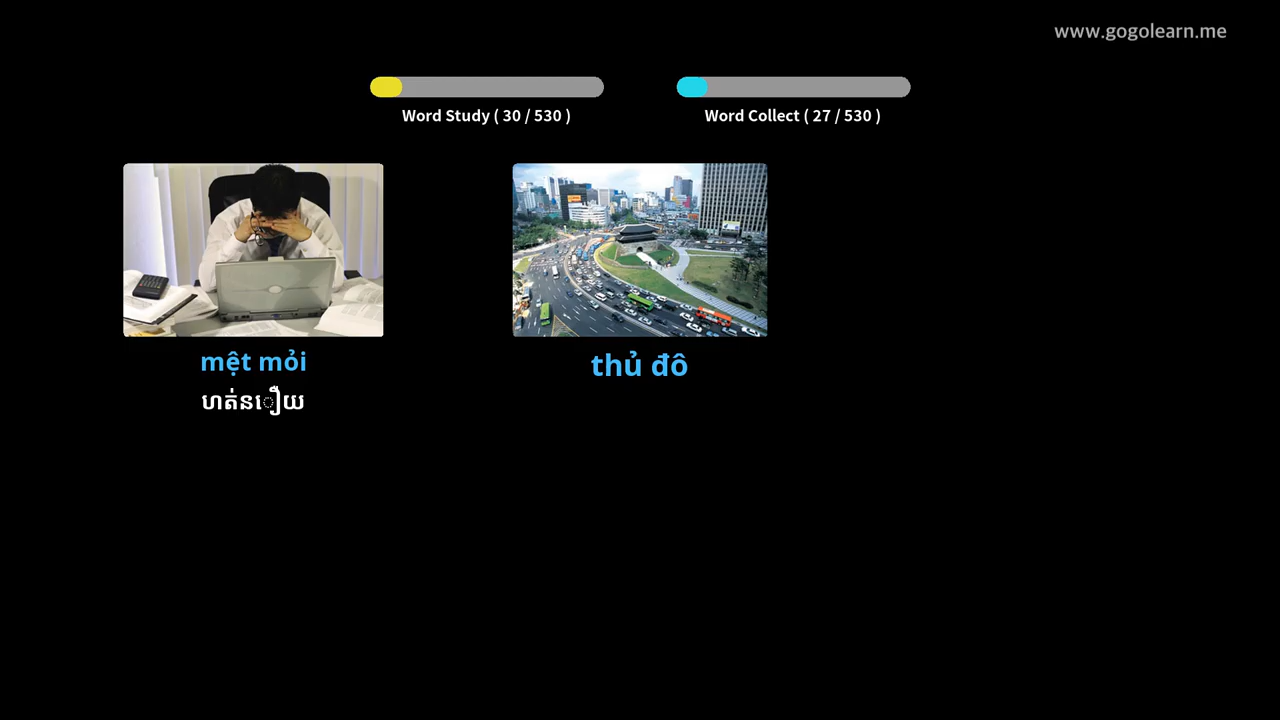 www.gogolearn.me
Word Study ( 30 / 530 )
Word Collect ( 27 / 530 )
mệt mỏi
ហត់នឿយ
thủ đô